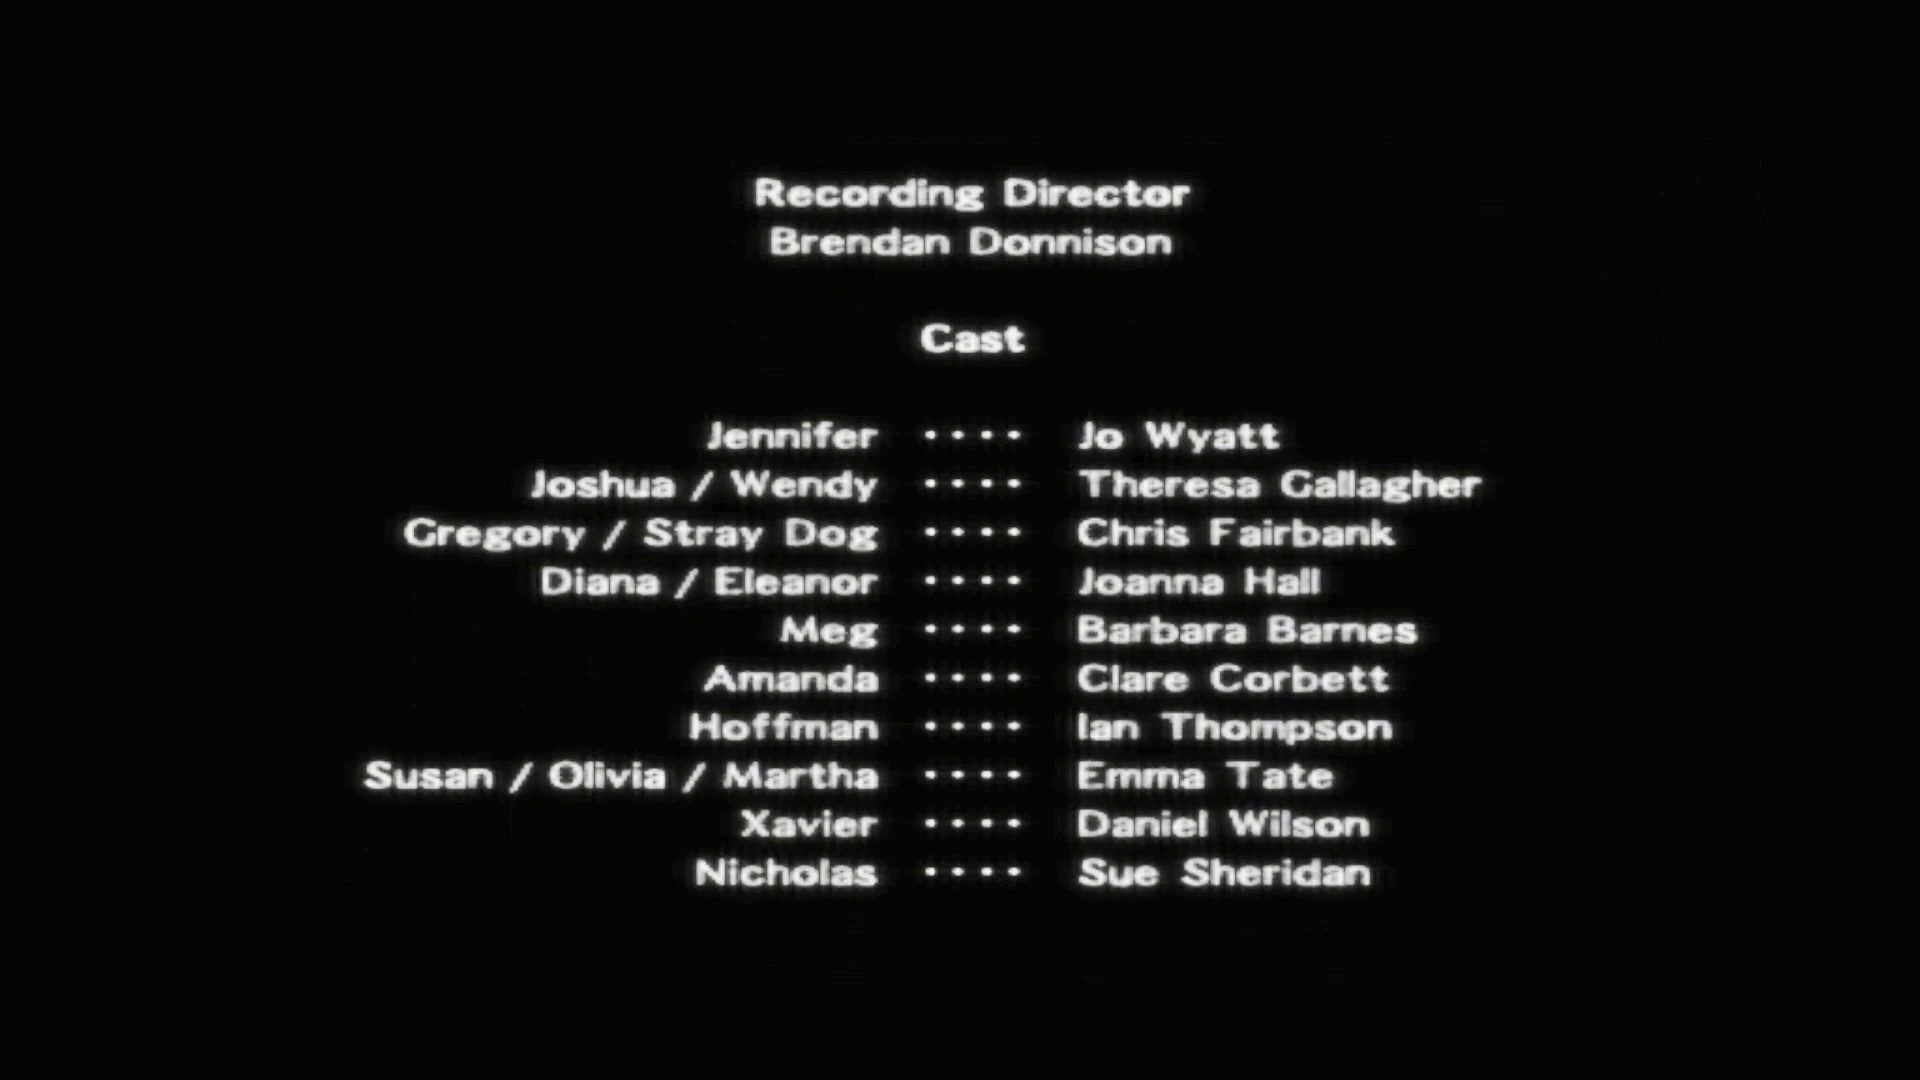 Recording Director
Brendan Donnison
Cast
Jennifer .... Jo Wyatt
Joshua / Wendy .... Theresa Gallagher
Gregory / Stray Dog .... Chris Fairbank
Diana / Eleanor .... Joanna Hall
Meg .... Barbara Barnes
Amanda .... Clare Corbett
Hoffman .... Ian Thompson
Susan / Olivia / Martha .... Emma Tate
Xavier .... Daniel Wilson
Nicholas .... Sue Sheridan